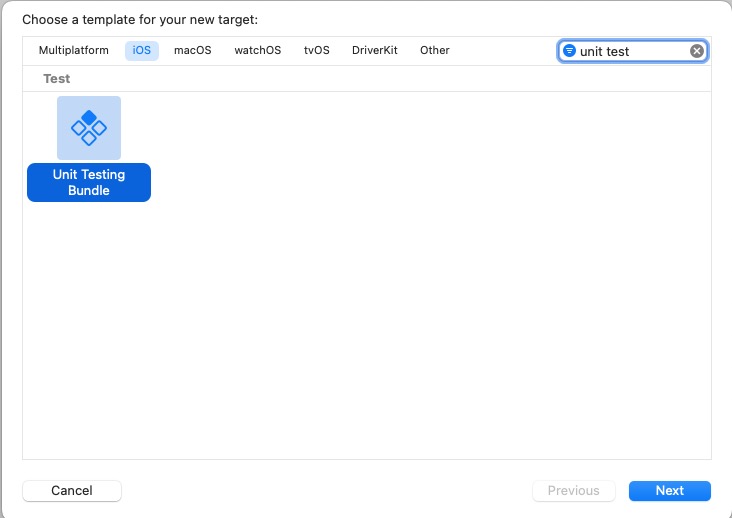 Choose a template for your new target:
Multiplatform iOS macOS watchOS tvOS DriverKit Other unit test
Test
Unit Testing
Bundle
Cancel Previous Next